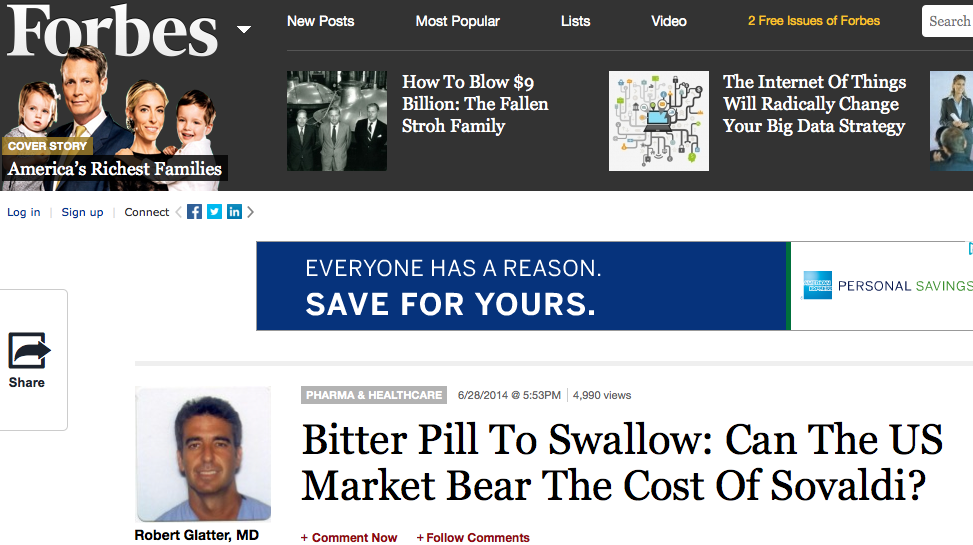 Forbes
New Posts
Most Popular
Lists
Video
2 Free Issues of Forbes
Search
COVER STORY
America's Richest Families
How To Blow $9
Billion: The Fallen
Stroh Family
The Internet Of Things
Will Radically Change
Your Big Data Strategy
Log in | Sign up | Connect
EVERYONE HAS A REASON.
SAVE FOR YOURS.
AMERICAN EXPRESS
PERSONAL SAVINGS
Share
PHARMA & HEALTHCARE 6/28/2014 @ 5:53PM | 4,990 views
Bitter Pill To Swallow: Can The US
Market Bear The Cost Of Sovaldi?
Robert Glatter, MD
+ Comment Now + Follow Comments